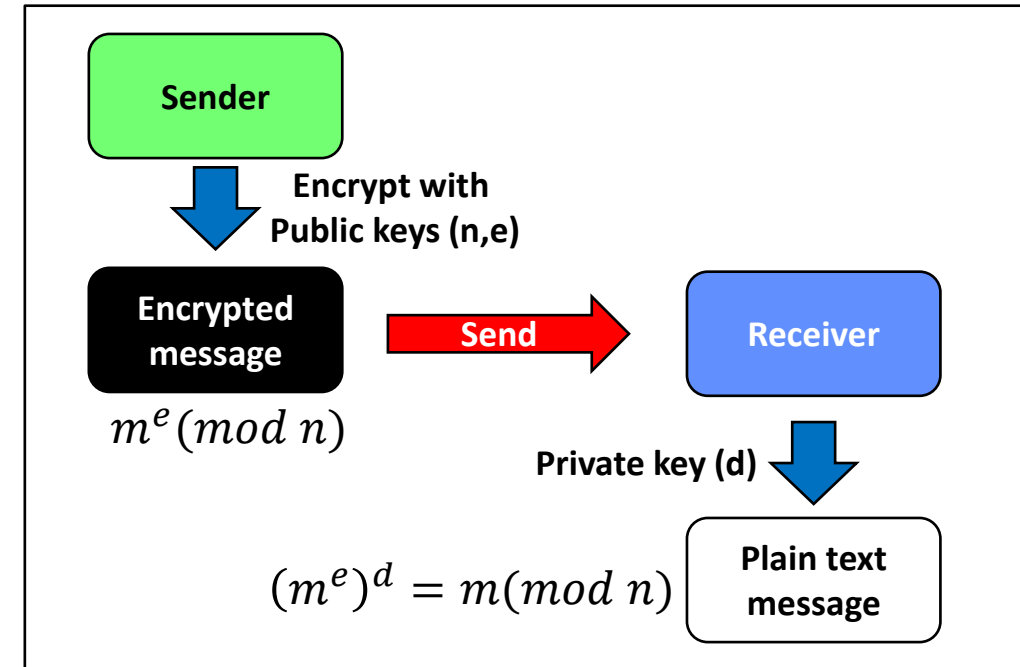 Sender
Encrypt with
Public keys (n,e)
Encrypted
message
Send
Receiver
$m^e (mod\ n)$
Private key (d)
$(m^e)^d = m(mod\ n)$
Plain text
message